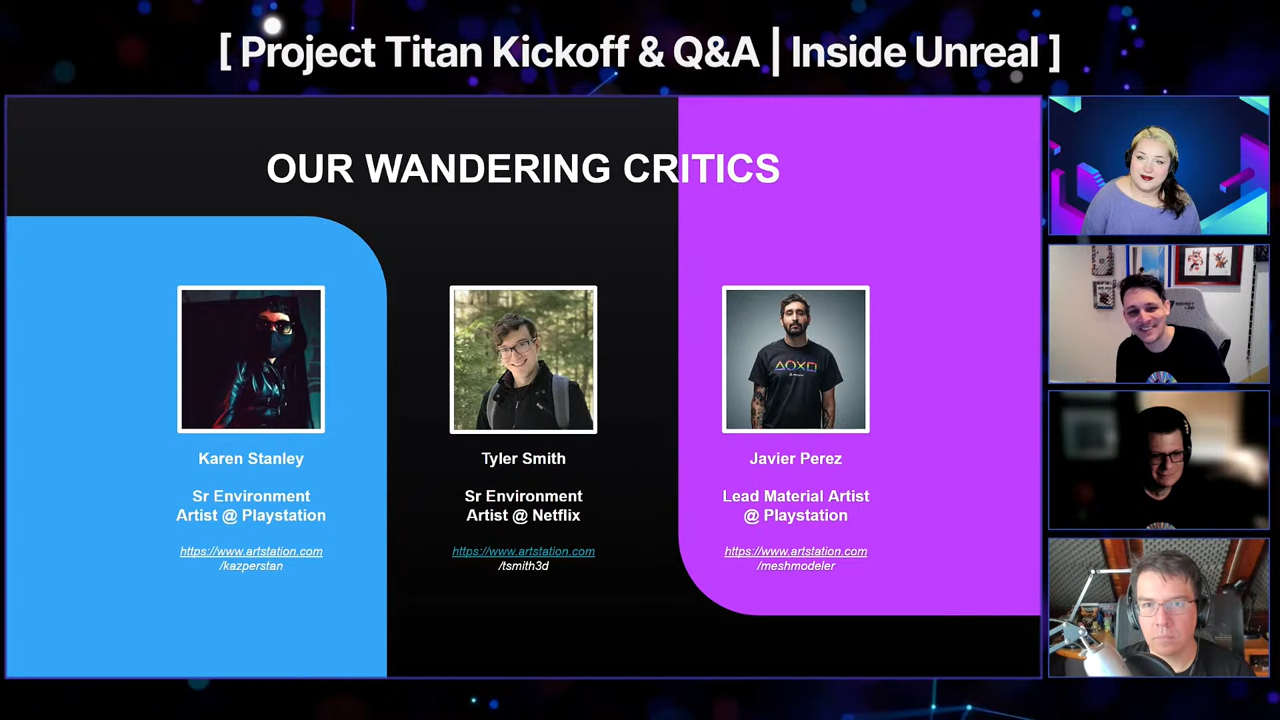 [ Project Titan Kickoff & Q&A | Inside Unreal ]
OUR WANDERING CRITICS
Karen Stanley
Sr Environment
Artist @ Playstation
https://www.artstation.com
/kazperstan
Tyler Smith
Sr Environment
Artist @ Netflix
https://www.artstation.com
/tsmith3d
Javier Perez
Lead Material Artist
@ Playstation
https://www.artstation.com
/meshmodeler